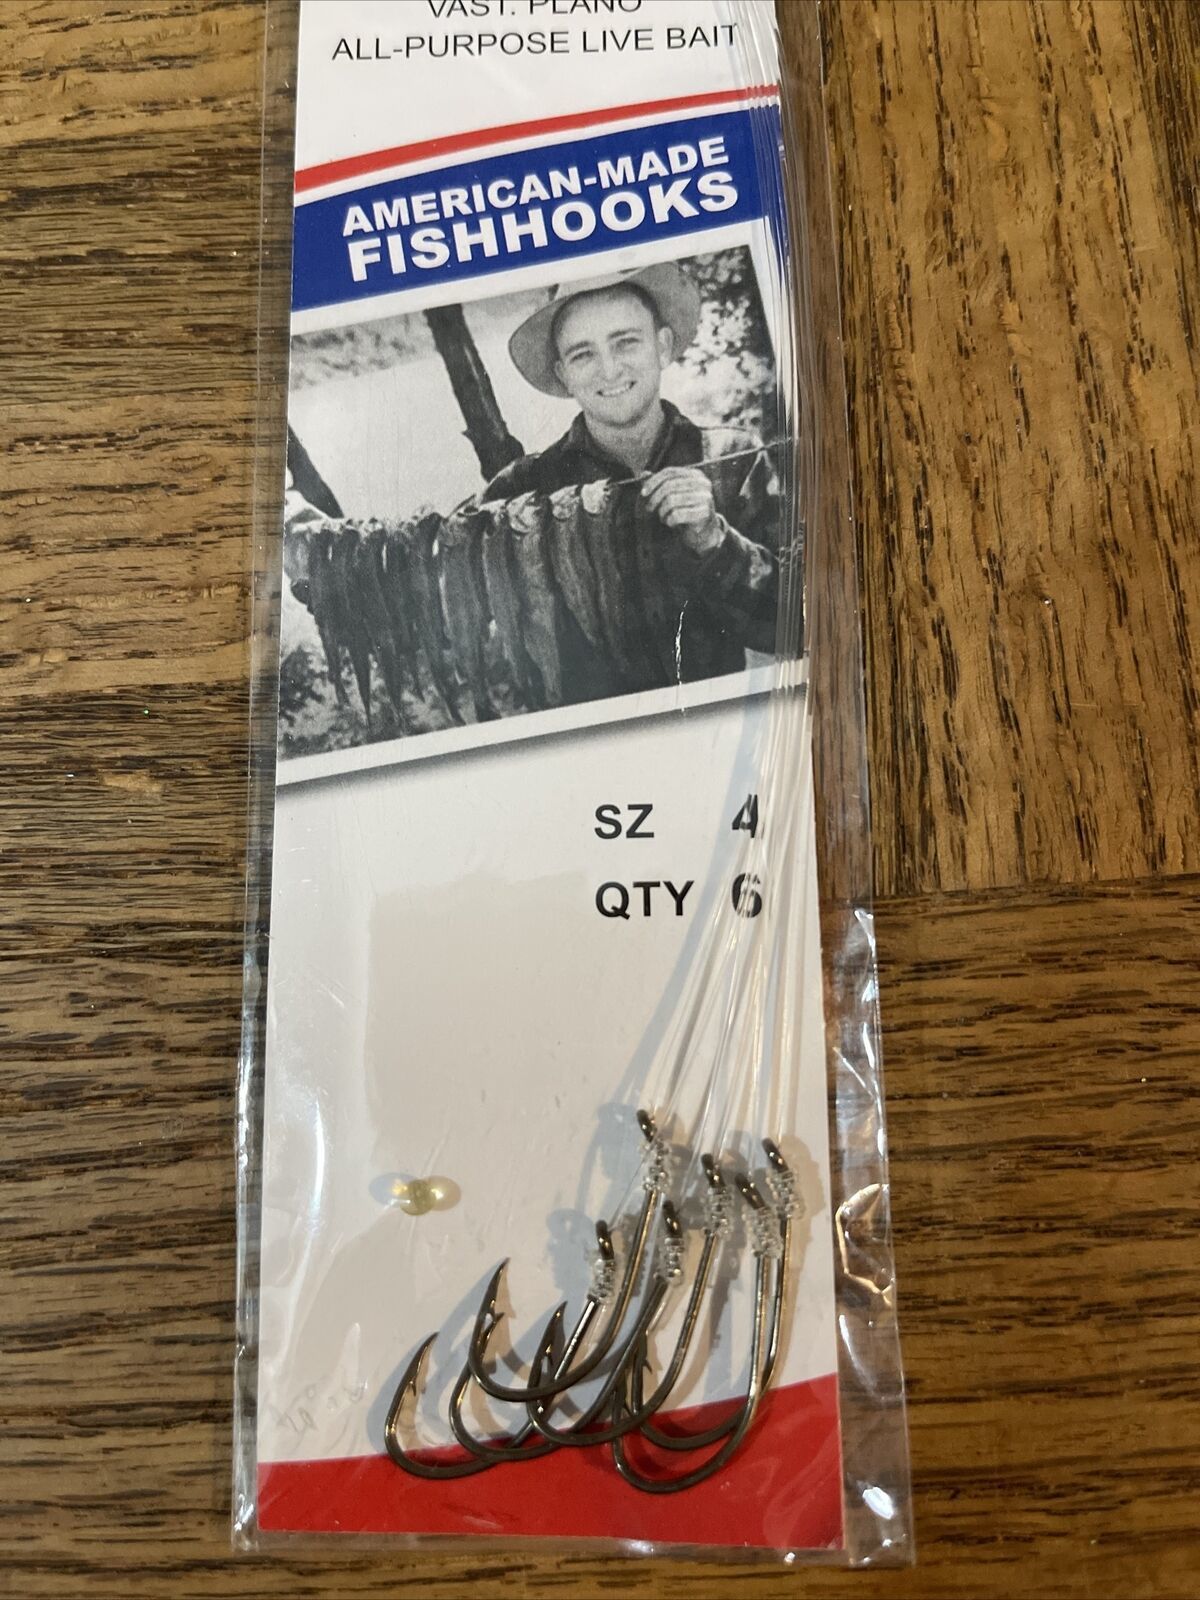 VAST. PLANO
ALL-PURPOSE LIVE BAIT
AMERICAN-MADE
FISHHOOKS
SZ 4
QTY 6